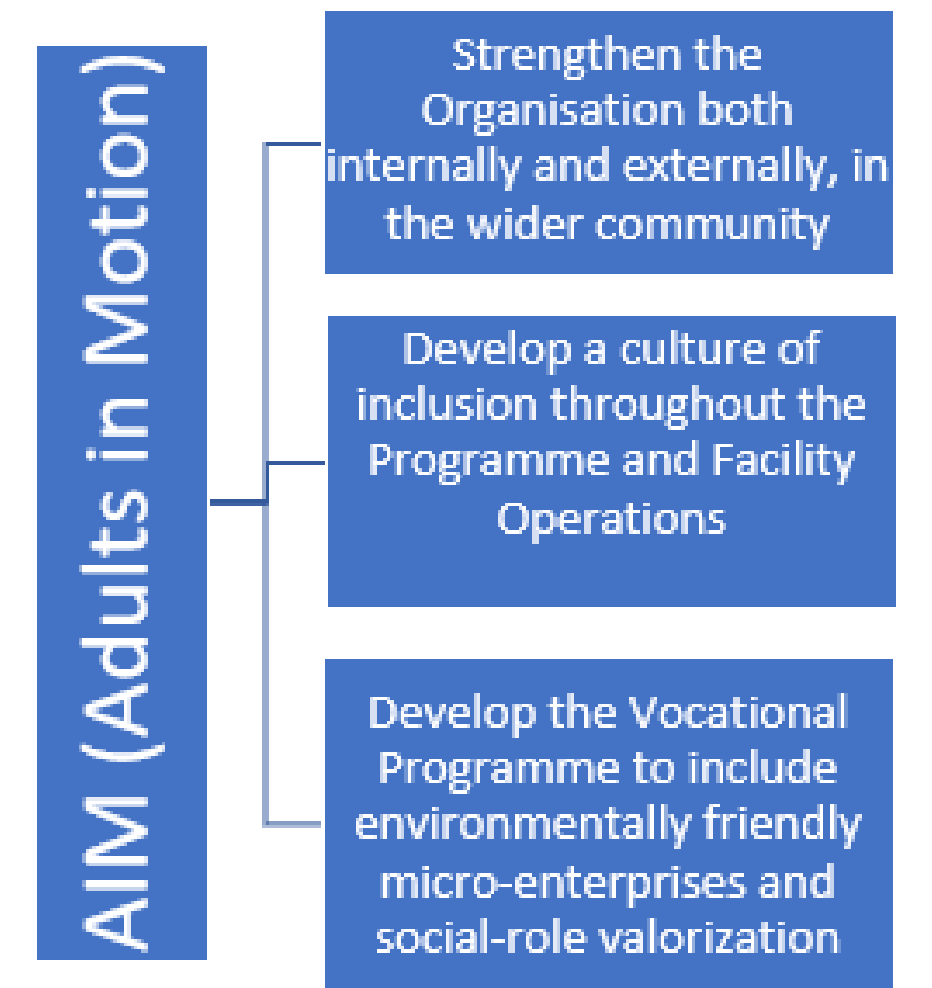 AIM (Adults in Motion)
Strengthen the
Organisation both
internally and externally, in
the wider community
Develop a culture of
inclusion throughout the
Programme and Facility
Operations
Develop the Vocational
Programme to include
environmentally friendly
micro-enterprises and
social-role valorization